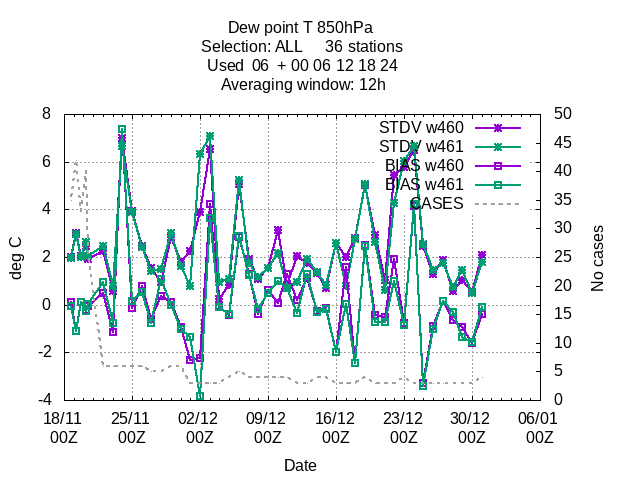 Dew point T 850hPa
Selection: ALL 36 stations
Used 06 + 00 06 12 18 24
Averaging window: 12h
8
6
4
2
0
-2
-4
deg C
50
45
40
35
30
25
20
15
10
5
0
No cases
STDV w460
STDV w461
BIAS w460
BIAS w461
CASES
18/11 25/11 02/12 09/12 16/12 23/12 30/12 06/01
00Z 00Z 00Z 00Z 00Z 00Z 00Z 00Z
Date